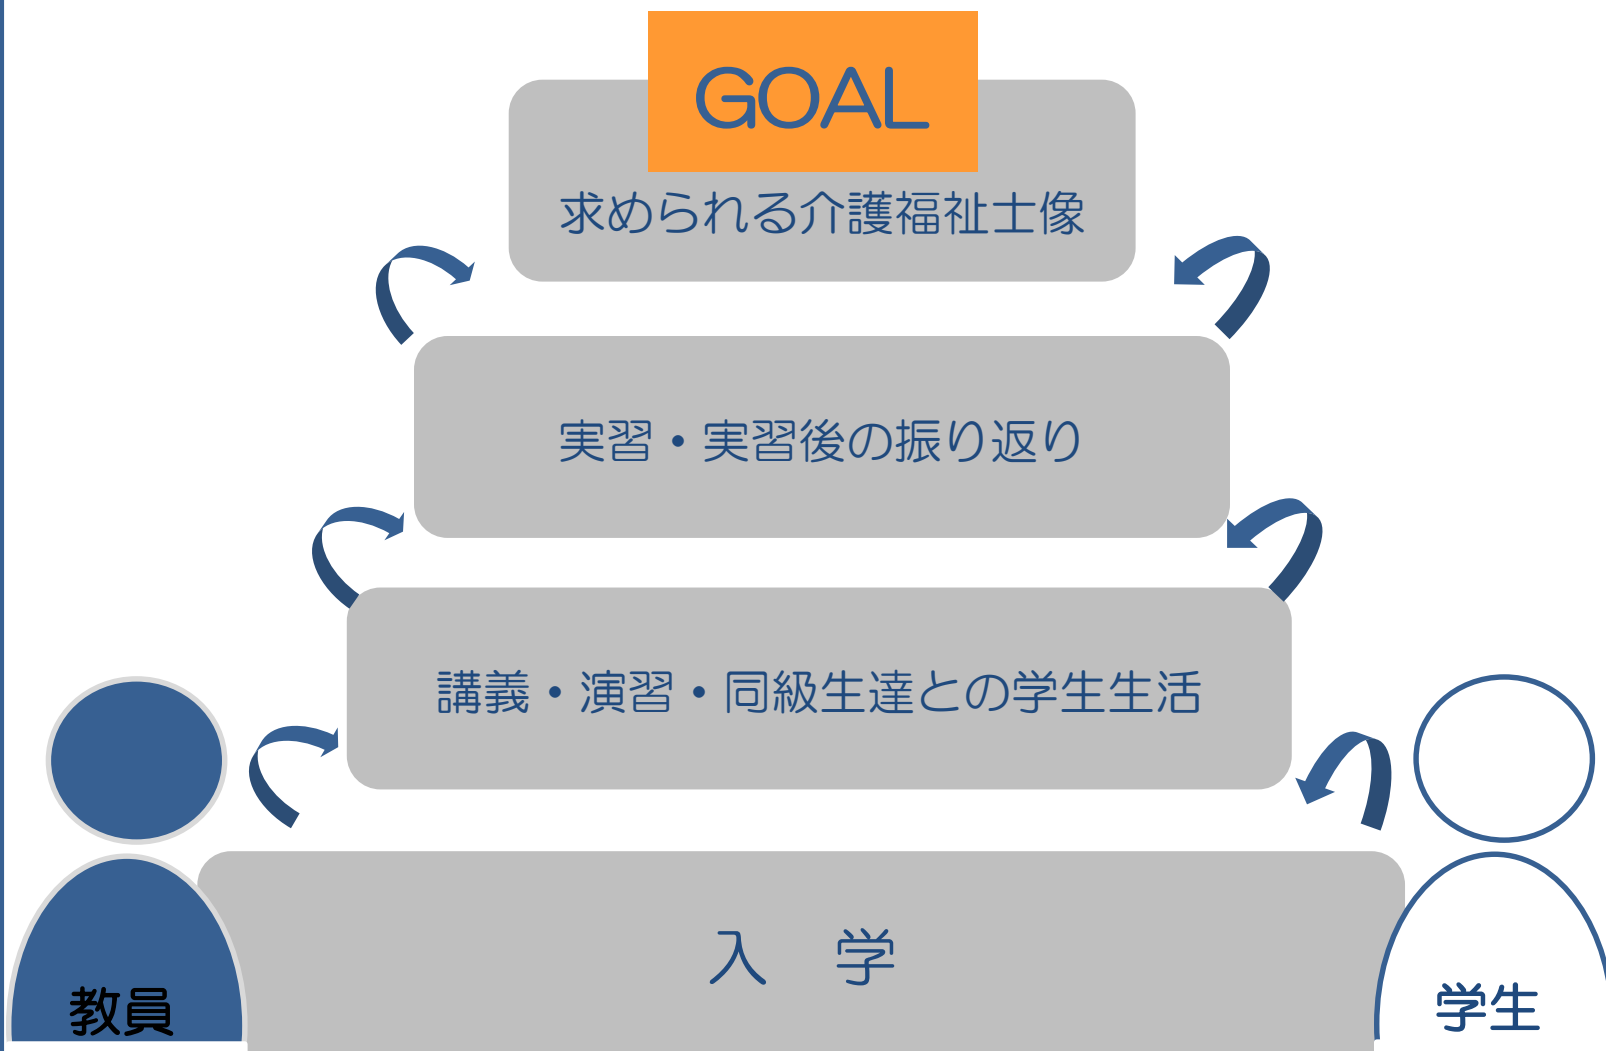 GOAL
求められる介護福祉士像
実習・実習後の振り返り
講義・演習・同級生達との学生生活
入　学
教員
学生